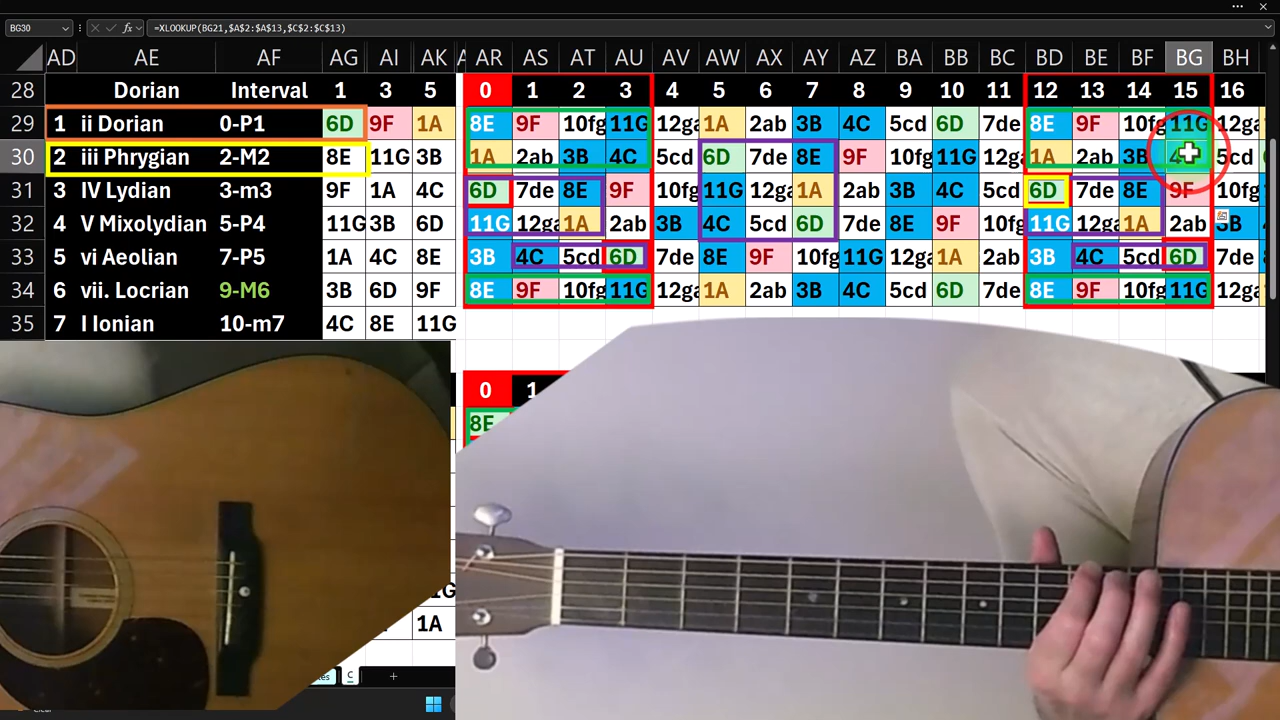 BG30 fx =XLOOKUP(BG21,$A$2:$A$13,$C$2:$C$13)
AD AE AF AG AI AK AR AS AT AU AV AW AX AY AZ BA BB BC BD BE BF BG BH
28 Dorian Interval 1 3 5 0 1 2 3 4 5 6 7 8 9 10 11 12 13 14 15 16
29 1 ii Dorian 0-P1 6D 9F 1A 8E 9F 10fg 11G 12ga 1A 2ab 3B 4C 5cd 6D 7de 8E 9F 10fg 11G 12ga
30 2 iii Phrygian 2-M2 8E 11G 3B 1A 2ab 3B 4C 5cd 6D 7de 8E 9F 10fg 11G 12ga 1A 2ab 3B 5cd
31 3 IV Lydian 3-m3 9F 1A 4C 6D 7de 8E 9F 10fg 11G 12ga 1A 2ab 3B 4C 5cd 6D 7de 8E 9F 10fg
32 4 V Mixolydian 5-P4 11G 3B 6D 11G 12ga 1A 2ab 3B 4C 5cd 6D 7de 8E 9F 10fg 11G 12ga 1A 2ab 3B
33 5 vi Aeolian 7-P5 1A 4C 8E 3B 4C 5cd 6D 7de 8E 9F 10fg 11G 12ga 1A 2ab 3B 4C 5cd 6D 7de
34 6 vii. Locrian 9-M6 3B 6D 9F 8E 9F 10fg 11G 12ga 1A 2ab 3B 4C 5cd 6D 7de 8E 9F 10fg 11G 12ga
35 7 I Ionian 10-m7 4C 8E 11G
0 1
8E
1A
C +